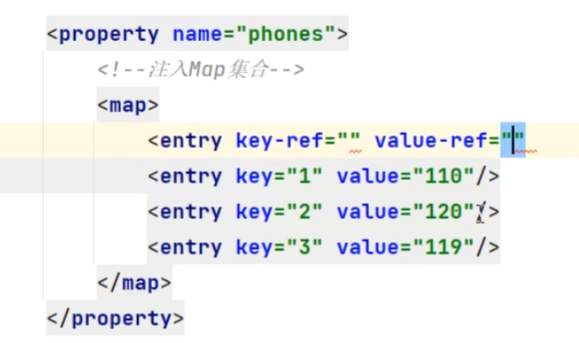 <property name="phones">
<!--注入Map集合-->
<map>
<entry key-ref="" value-ref=""
<entry key="1" value="110"/>
<entry key="2" value="120"/>
<entry key="3" value="119"/>
</map>
</property>